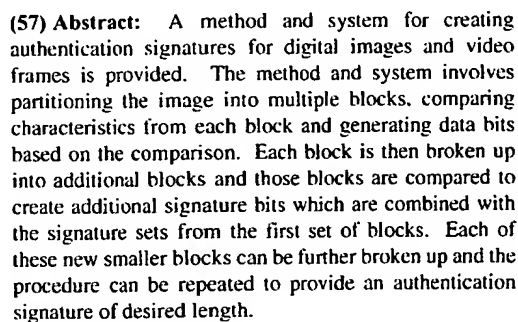 (57) Abstract: A method and system for creating
authentication signatures for digital images and video
frames is provided. The method and system involves
partitioning the image into multiple blocks, comparing
characteristics from each block and generating data bits
based on the comparison. Each block is then broken up
into additional blocks and those blocks are compared to
create additional signature bits which are combined with
the signature sets from the first set of blocks. Each of
these new smaller blocks can be further broken up and the
procedure can be repeated to provide an authentication
signature of desired length.